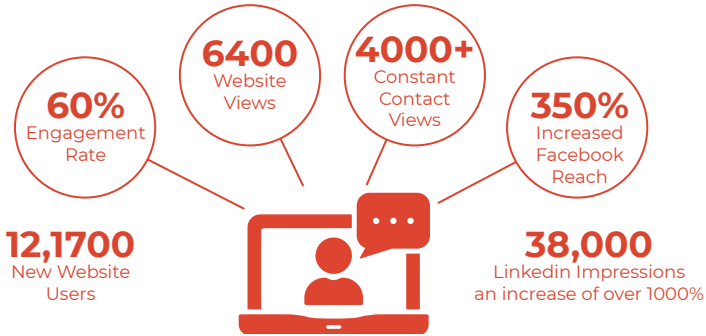 60%
Engagement
Rate
6400
Website
Views
4000+
Constant
Contact
Views
350%
Increased
Facebook
Reach
12,1700
New Website
Users
38,000
Linkedin Impressions
an increase of over 1000%